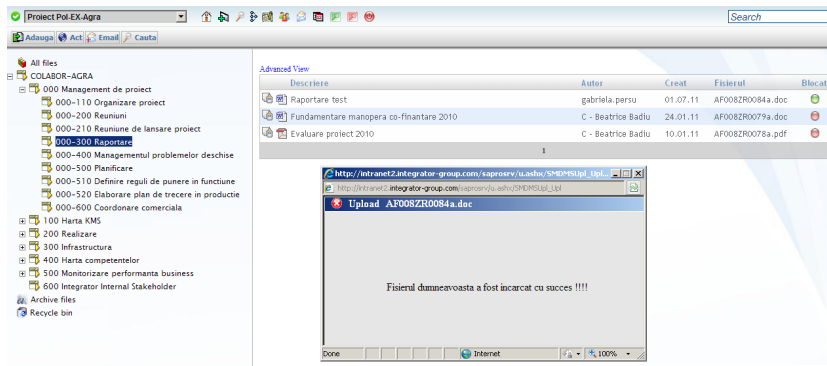 Proiect Pol-EX-Agra
Search
Adauga Act Email Cauta
All files
COLABOR-AGRA
000 Management de proiect
000-110 Organizare proiect
000-200 Reuniuni
000-210 Reuniune de lansare proiect
000-300 Raportare
000-400 Managementul problemelor deschise
000-500 Planificare
000-510 Definire reguli de punere in functiune
000-520 Elaborare plan de trecere in productie
000-600 Coordonare comerciala
100 Harta KMS
200 Realizare
300 Infrastructura
400 Harta competentelor
500 Monitorizare performanta business
600 Integrator Internal Stakeholder
Archive files
Recycle bin
Advanced View
Descriere Autor Creat Fisierul Blocat
Raportare test gabriela.persu 01.07.11 AF008ZR0084a.doc
Fundamentare manopera co-finantare 2010 C - Beatrice Badiu 24.01.11 AF008ZR0079a.doc
Evaluare proiect 2010 C - Beatrice Badiu 10.01.11 AF008ZR0078a.pdf
1
http://intranet2.integrator-group.com/saprosrv/u.ashx/SMDMSUpl_Upl...
http://intranet2.integrator-group.com/saprosrv/u.ashx/SMDMSUpl_Upl
Upload AF008ZR0084a.doc
Fisierul dumneavoasta a fost incarcat cu succes !!!!
Done Internet 100%